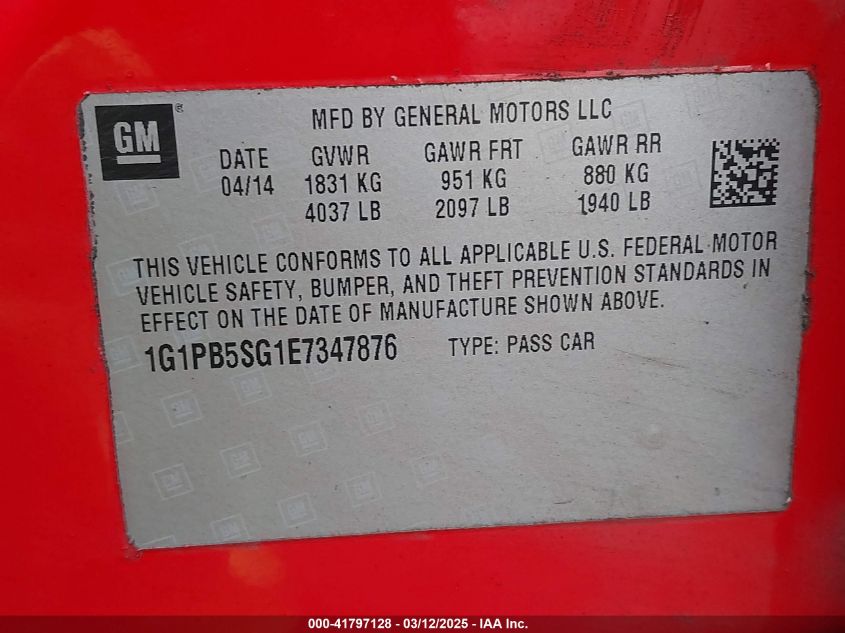 GM
MFD BY GENERAL MOTORS LLC
DATE GVWR GAWR FRT GAWR RR
04/14 1831 KG 951 KG 880 KG
4037 LB 2097 LB 1940 LB
THIS VEHICLE CONFORMS TO ALL APPLICABLE U.S. FEDERAL MOTOR
VEHICLE SAFETY, BUMPER, AND THEFT PREVENTION STANDARDS IN
EFFECT ON THE DATE OF MANUFACTURE SHOWN ABOVE.
1G1PB5SG1E7347876 TYPE: PASS CAR
000-41797128 - 03/12/2025 - IAA Inc.